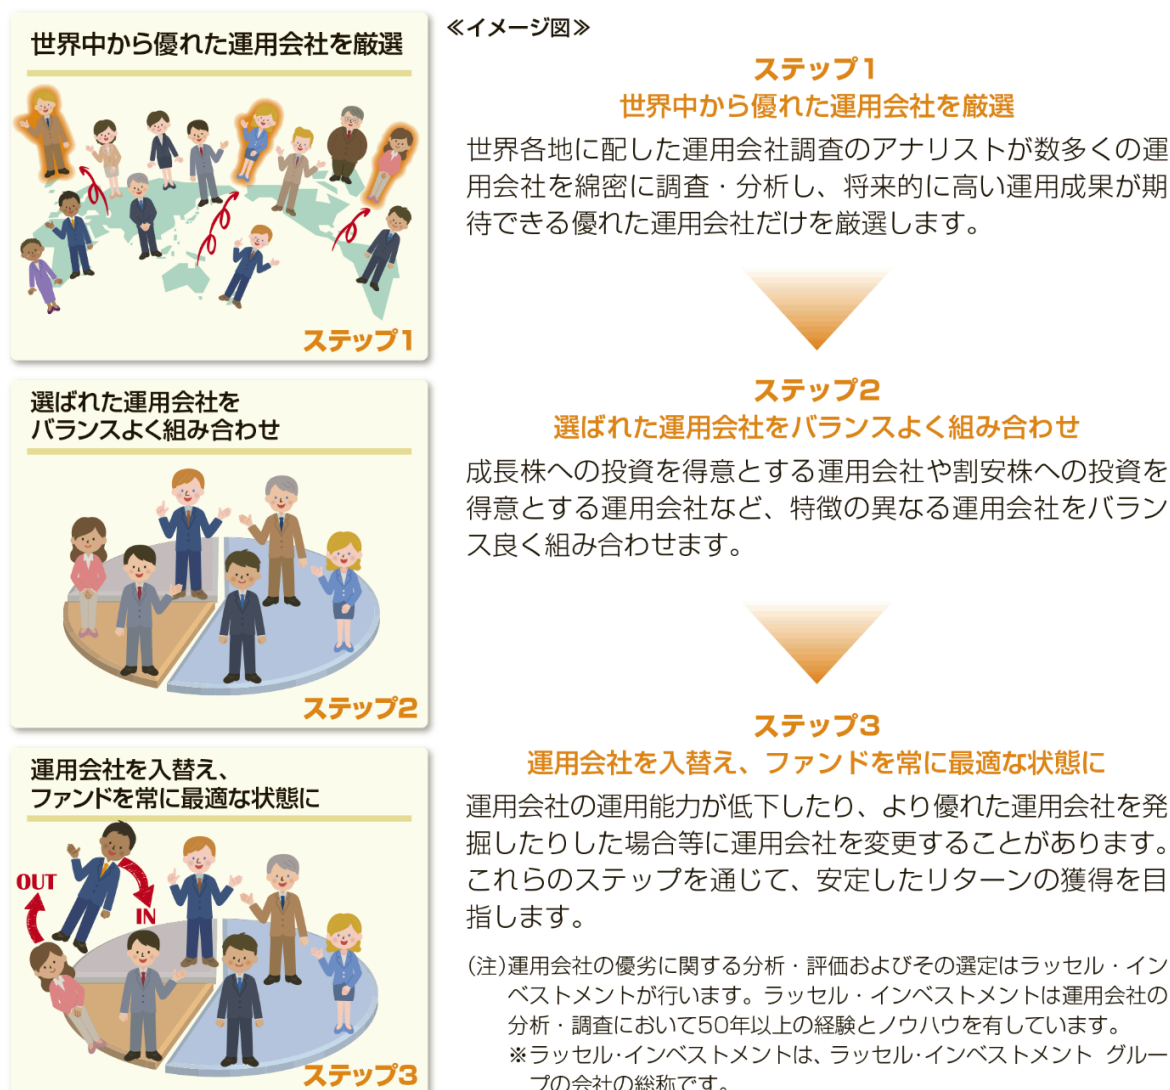 世界中から優れた運用会社を厳選
ステップ1
選ばれた運用会社を
バランスよく組み合わせ
ステップ2
運用会社を入替え、
ファンドを常に最適な状態に
OUT
IN
ステップ3
≪イメージ図≫
ステップ1
世界中から優れた運用会社を厳選
世界各地に配した運用会社調査のアナリストが数多くの運
用会社を綿密に調査・分析し、将来的に高い運用成果が期
待できる優れた運用会社だけを厳選します。
ステップ2
選ばれた運用会社をバランスよく組み合わせ
成長株への投資を得意とする運用会社や割安株への投資を
得意とする運用会社など、特徴の異なる運用会社をバラン
ス良く組み合わせます。
ステップ3
運用会社を入替え、ファンドを常に最適な状態に
運用会社の運用能力が低下したり、より優れた運用会社を発
掘したりした場合等に運用会社を変更することがあります。
これらのステップを通じて、安定したリターンの獲得を目
指します。
(注)運用会社の優劣に関する分析・評価およびその選定はラッセル・イン
ベストメントが行います。ラッセル・インベストメントは運用会社の
分析・調査において50年以上の経験とノウハウを有しています。
※ラッセル・インベストメントは、ラッセル・インベストメント グルー
プの会社の総称です。